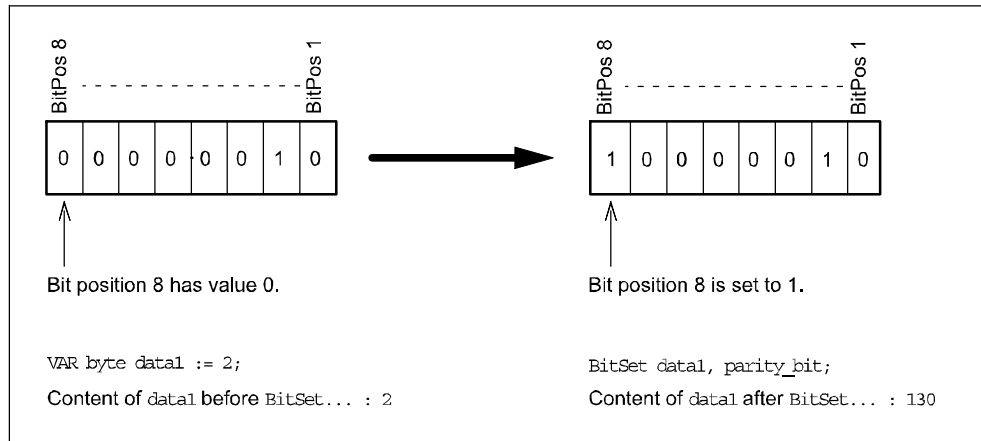 BitPos 8
BitPos 1
BitPos 8
BitPos 1
0 0 0 0 0 0 1 0
1 0 0 0 0 0 1 0
Bit position 8 has value 0.
Bit position 8 is set to 1.
VAR byte data1 := 2;
BitSet data1, parity_bit;
Content of data1 before BitSet... : 2
Content of data1 after BitSet... : 130